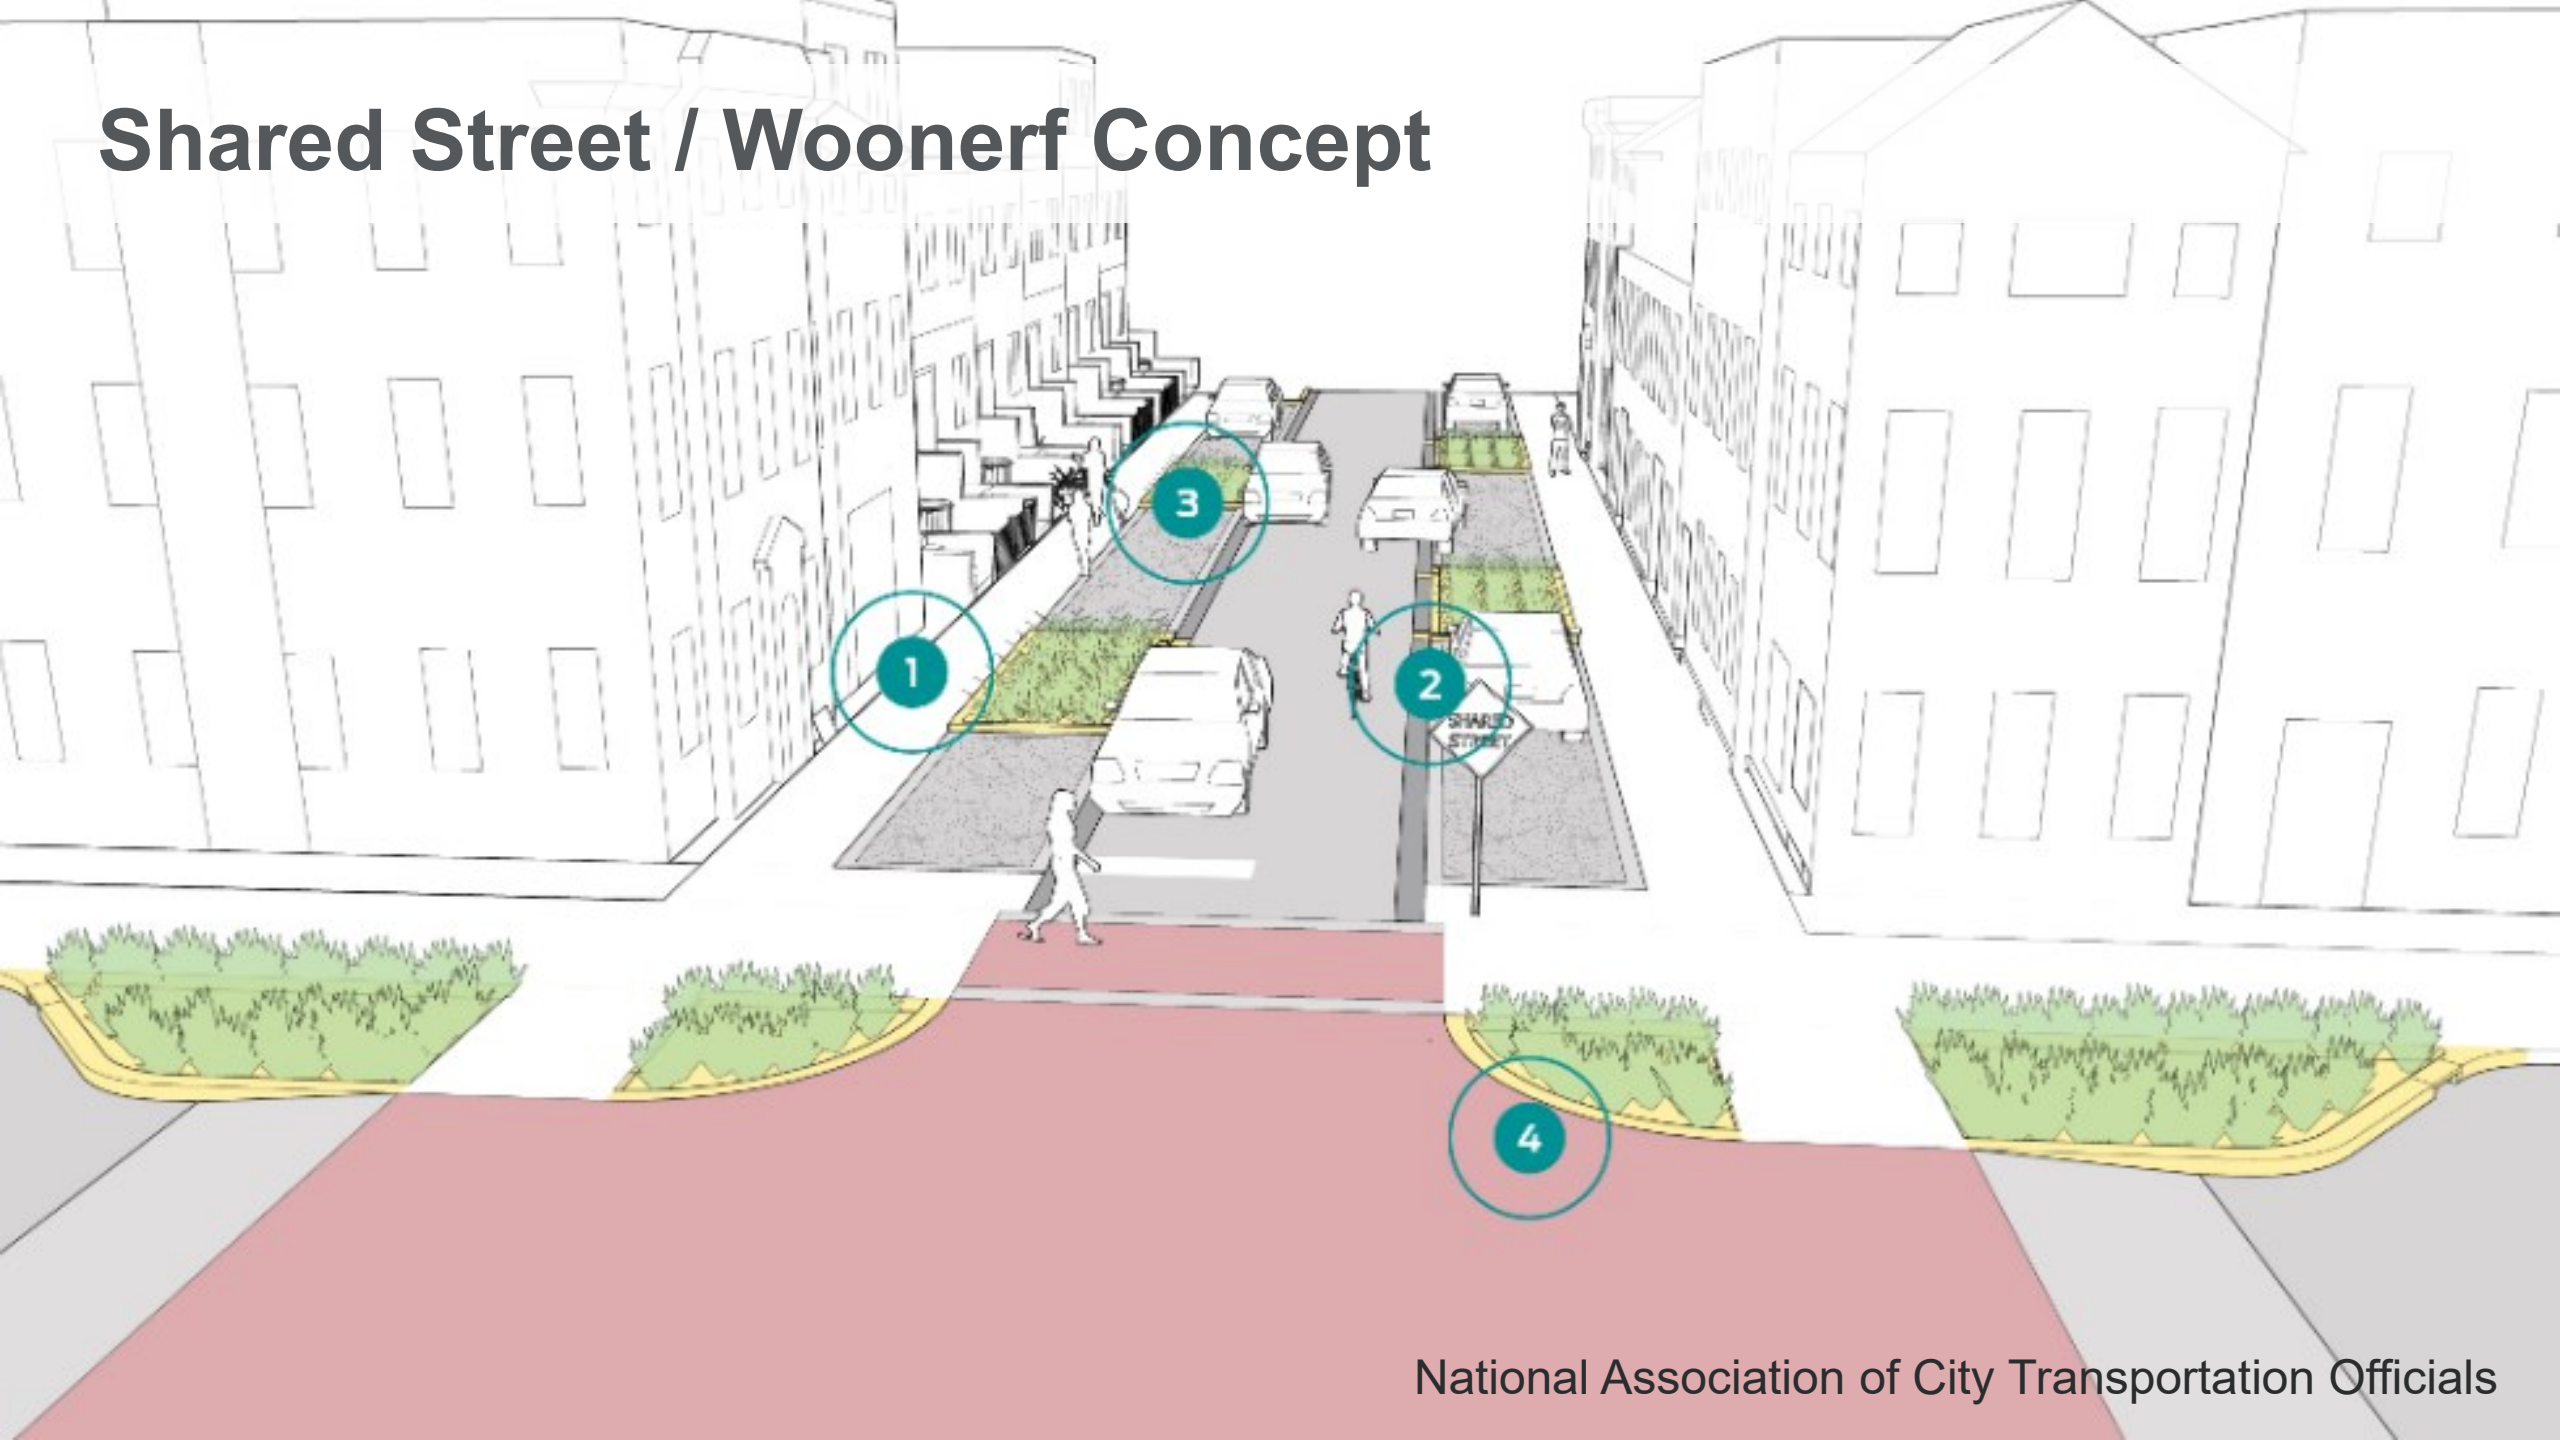 Shared Street / Woonerf Concept
3
1
2
SHARED
STREET
4
National Association of City Transportation Officials